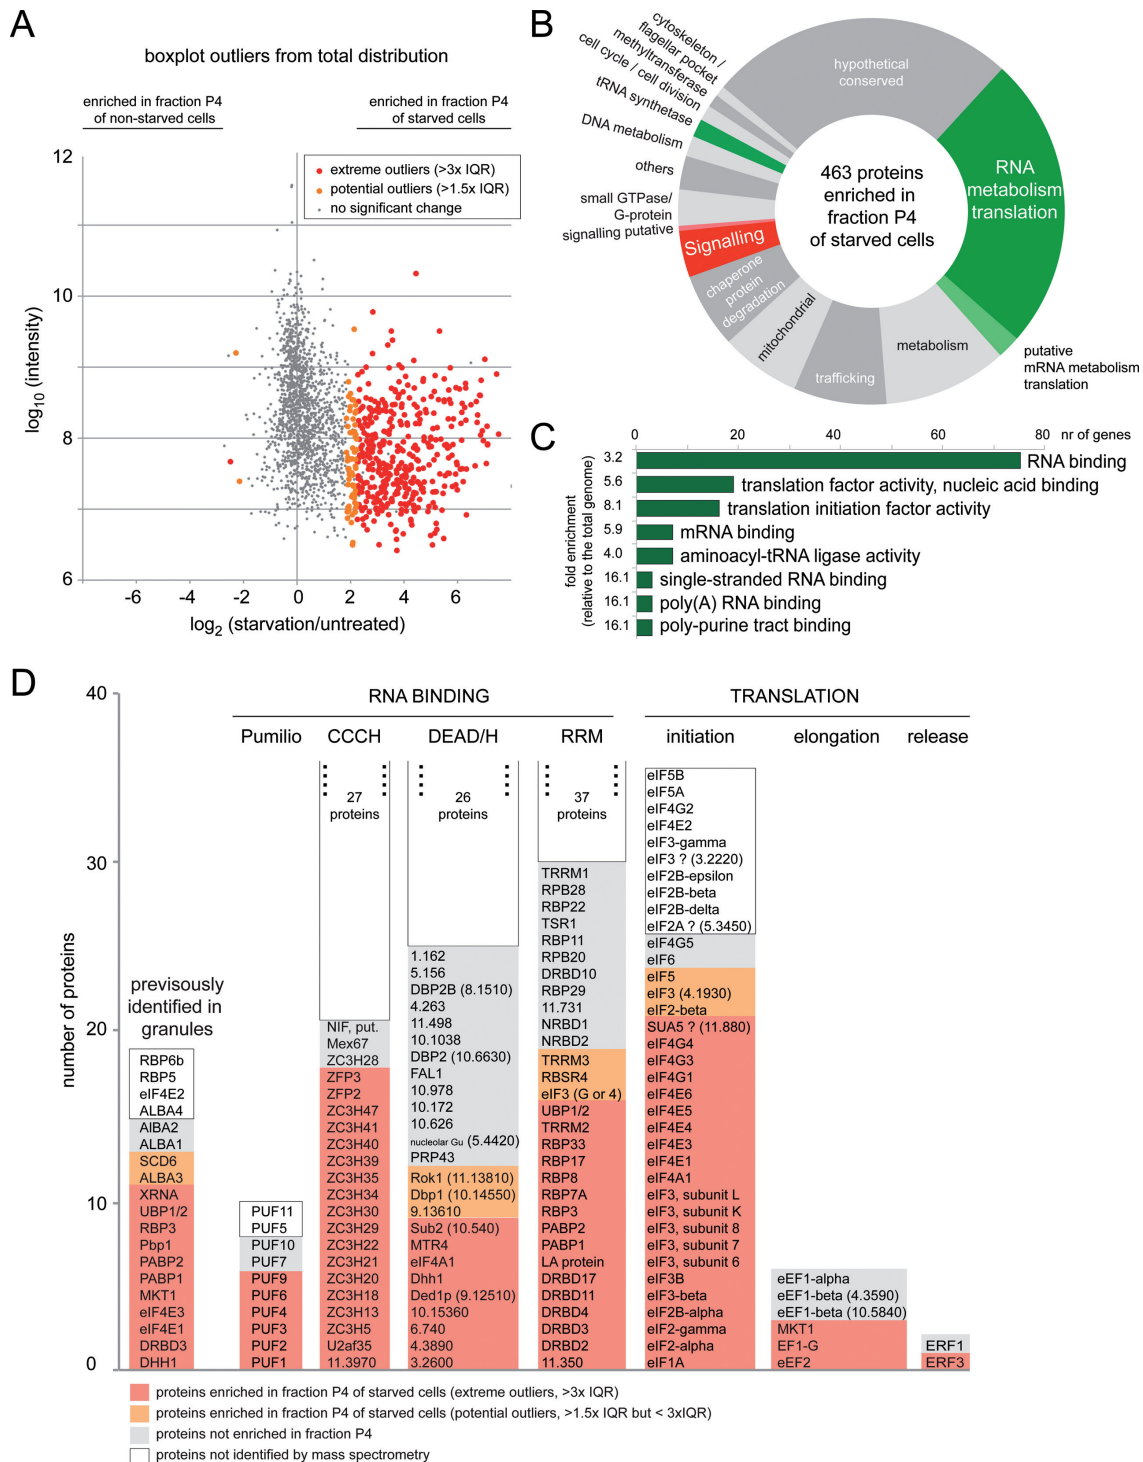 A
boxplot outliers from total distribution
enriched in fraction P4
of non-starved cells
enriched in fraction P4
of starved cells
extreme outliers (>3x IQR)
potential outliers (>1.5x IQR)
no significant change
12
10
8
6
log10 (intensity)
-6
-4
-2
0
2
4
6
log2 (starvation/untreated)
B
463 proteins
enriched in
fraction P4
of starved cells
hypothetical
conserved
RNA
metabolism
translation
putative
mRNA metabolism
translation
metabolism
trafficking
mitochondrial
chaperone
protein
degradation
Signalling
signalling putative
small GTPase/
G-protein
others
DNA metabolism
tRNA synthetase
cell cycle / cell division
methyltransferase
flagellar pocket
cytoskeleton /
C
0
20
40
60
80
nr of genes
fold enrichment
(relative to the total genome)
3.2
RNA binding
5.6
translation factor activity, nucleic acid binding
8.1
translation initiation factor activity
5.9
mRNA binding
4.0
aminoacyl-tRNA ligase activity
16.1
single-stranded RNA binding
16.1
poly(A) RNA binding
16.1
poly-purine tract binding
D
number of proteins
40
30
20
10
0
RNA BINDING
TRANSLATION
previsously
identified in
granules
RBP6b
RBP5
eIF4E2
ALBA4
AIBA2
ALBA1
SCD6
ALBA3
XRNA
UBP1/2
RBP3
Pbp1
PABP2
PABP1
MKT1
eIF4E3
eIF4E1
DRBD3
DHH1
Pumilio
PUF11
PUF5
PUF10
PUF7
PUF9
PUF6
PUF4
PUF3
PUF2
PUF1
CCCH
27
proteins
NIF, put.
Mex67
ZC3H28
ZFP3
ZFP2
ZC3H47
ZC3H41
ZC3H40
ZC3H39
ZC3H35
ZC3H34
ZC3H30
ZC3H29
ZC3H22
ZC3H21
ZC3H20
ZC3H18
ZC3H13
ZC3H5
U2af35
11.3970
DEAD/H
26
proteins
1.162
5.156
DBP2B (8.1510)
4.263
11.498
10.1038
DBP2 (10.6630)
FAL1
10.978
10.172
10.626
nucleolar Gu (5.4420)
PRP43
Rok1 (11.13810)
Dbp1 (10.14550)
9.13610
Sub2 (10.540)
MTR4
eIF4A1
Dhh1
Ded1p (9.12510)
10.15360
6.740
4.3890
3.2600
RRM
37
proteins
TRRM1
RPB28
RBP22
TSR1
RBP11
RPB20
DRBD10
RBP29
11.731
NRBD1
NRBD2
TRRM3
RBSR4
eIF3 (G or 4)
UBP1/2
TRRM2
RBP33
RBP17
RBP8
RBP7A
RBP3
PABP2
PABP1
LA protein
DRBD17
DRBD11
DRBD4
DRBD3
DRBD2
11.350
initiation
eIF5B
eIF5A
eIF4G2
eIF4E2
eIF3-gamma
eIF3 ? (3.2220)
eIF2B-epsilon
eIF2B-beta
eIF2B-delta
eIF2A ? (5.3450)
eIF4G5
eIF6
eIF5
eIF3 (4.1930)
eIF2-beta
SUA5 ? (11.880)
eIF4G4
eIF4G3
eIF4G1
eIF4E6
eIF4E5
eIF4E4
eIF4E3
eIF4E1
eIF4A1
eIF3, subunit L
eIF3, subunit K
eIF3, subunit 8
eIF3, subunit 7
eIF3, subunit 6
eIF3B
eIF3-beta
eIF2B-alpha
eIF2-gamma
eIF2-alpha
eIF1A
elongation
eEF1-alpha
eEF1-beta (4.3590)
eEF1-beta (10.5840)
MKT1
EF1-G
eEF2
release
ERF1
ERF3
proteins enriched in fraction P4 of starved cells (extreme outliers, >3x IQR)
proteins enriched in fraction P4 of starved cells (potential outliers, >1.5x IQR but < 3xIQR)
proteins not enriched in fraction P4
proteins not identified by mass spectrometry